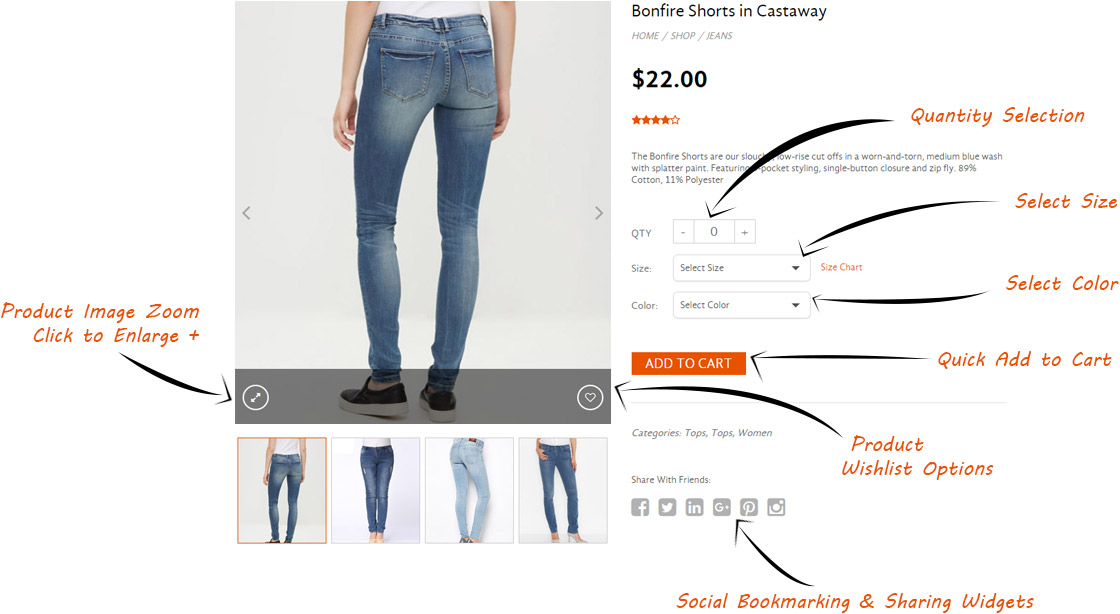 Bonfire Shorts in Castaway
HOME / SHOP / JEANS
$22.00
Quantity Selection
The Bonfire Shorts are our slouchy, low-rise cut offs in a worn-and-torn, medium blue wash
with splatter paint. Featuring -pocket styling, single-button closure and zip fly. 89%
Cotton, 11% Polyester
Select Size
QTY - 0 +
Size: Select Size Size Chart
Select Color
Color: Select Color
Product Image Zoom
Click to Enlarge +
ADD TO CART
Quick Add to Cart
Categories: Tops, Tops, Women
Product
Wishlist Options
Share With Friends:
Social Bookmarking & Sharing Widgets